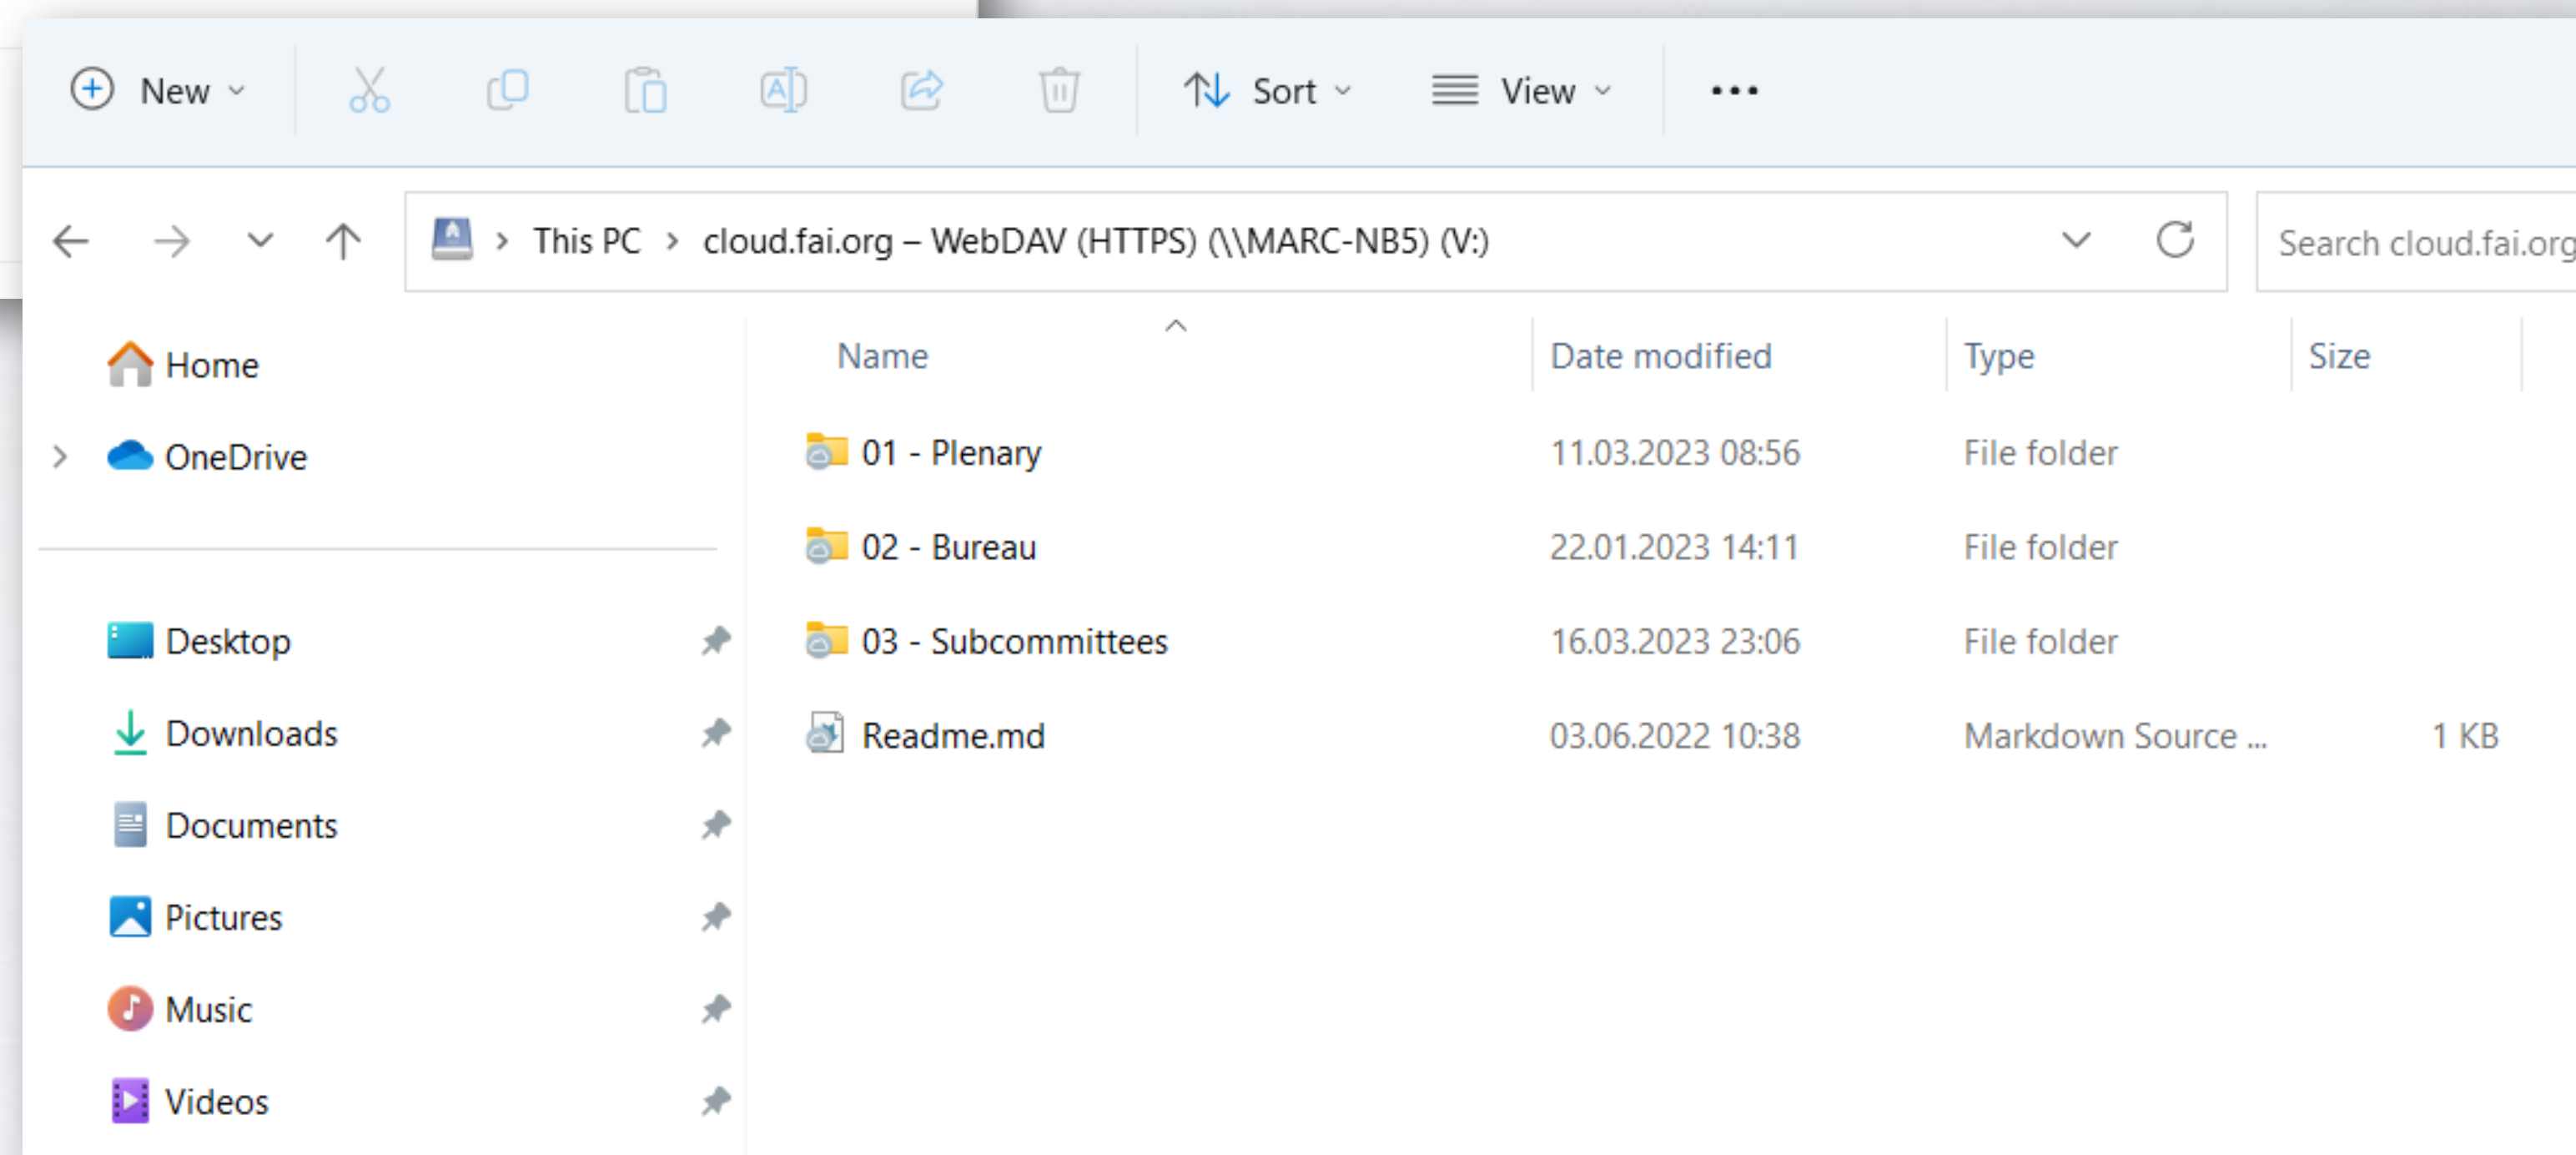 New
Sort
View
This PC > cloud.fai.org – WebDAV (HTTPS) (\\MARC-NB5) (V:)
Search cloud.fai.org
Home
OneDrive
Desktop
Downloads
Documents
Pictures
Music
Videos
Name Date modified Type Size
01 - Plenary 11.03.2023 08:56 File folder
02 - Bureau 22.01.2023 14:11 File folder
03 - Subcommittees 16.03.2023 23:06 File folder
Readme.md 03.06.2022 10:38 Markdown Source ... 1 KB